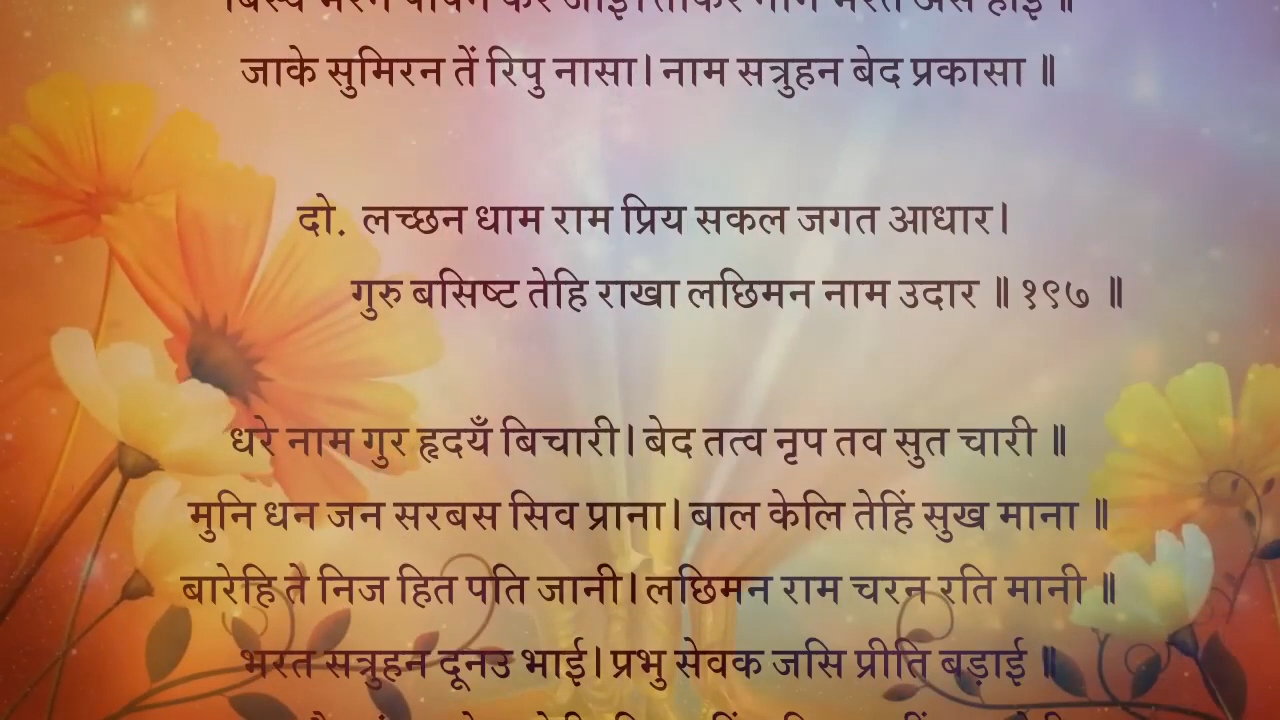 जाके सुमिरन तें रिपु नासा। नाम सत्रुहन बेद प्रकासा ॥
दो. लच्छन धाम राम प्रिय सकल जगत आधार।
गुरु बसिष्ट तेहि राखा लछिमन नाम उदार ॥ १९७ ॥
धरे नाम गुर हृदयँ बिचारी। बेद तत्व नृप तव सुत चारी ॥
मुनि धन जन सरबस सिव प्राना। बाल केलि तेहिं सुख माना ॥
बारेहि ते निज हित पति जानी। लछिमन राम चरन रति मानी ॥
भरत सत्रुहन दूनउ भाई। प्रभु सेवक जसि प्रीति बड़ाई ॥